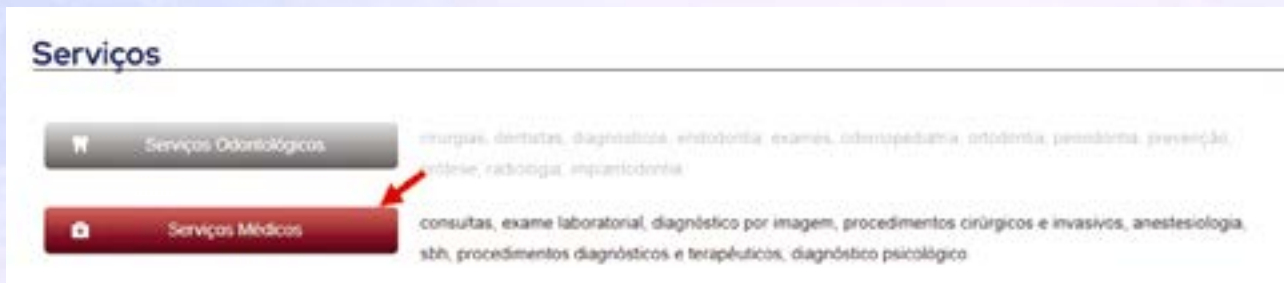 Serviços
Serviços Odontológicos
cirurgias, dentistas, diagnósticos, endodontia, exames, odontopediatria, ortodontia, periodontia, prevenção,
prótese, radiologia, implantodontia
Serviços Médicos
consultas, exame laboratorial, diagnóstico por imagem, procedimentos cirúrgicos e invasivos, anestesiologia,
sbh, procedimentos diagnósticos e terapêuticos, diagnóstico psicológico